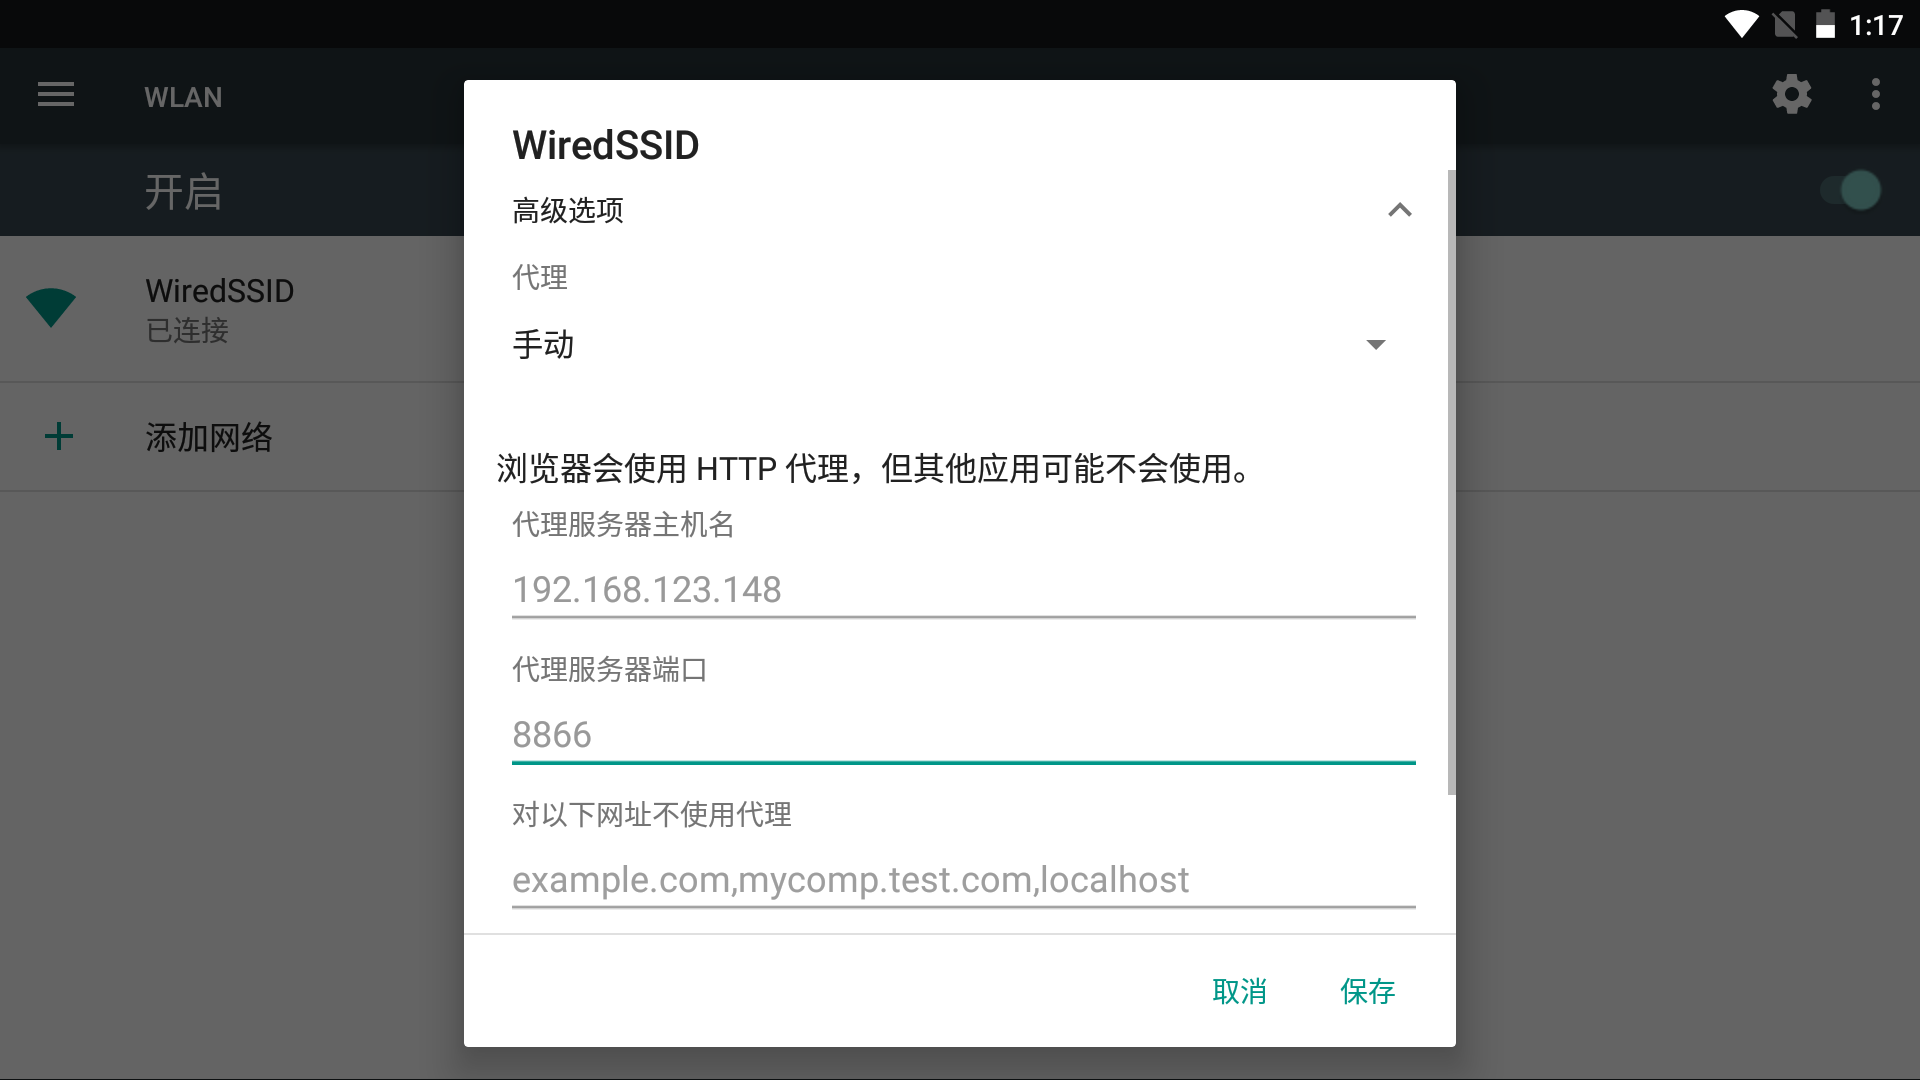 1:17
WLAN
开启
WiredSSID
已连接
添加网络
WiredSSID
高级选项
代理
手动
浏览器会使用 HTTP 代理，但其他应用可能不会使用。
代理服务器主机名
192.168.123.148
代理服务器端口
8866
对以下网址不使用代理
example.com,mycomp.test.com,localhost
取消
保存